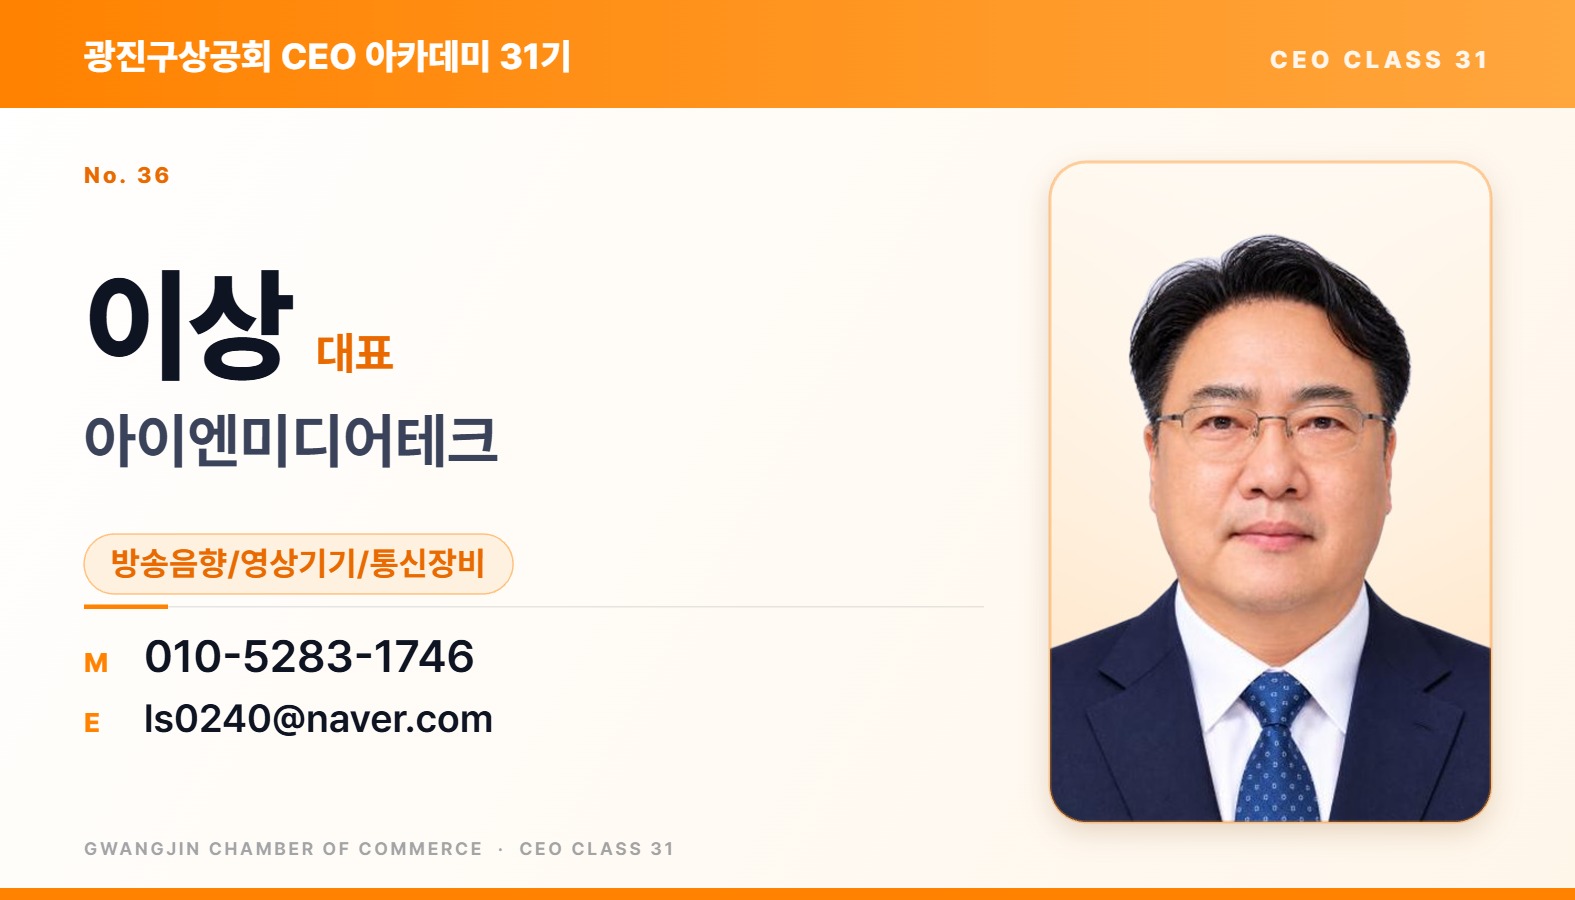 광진구상공회 CEO 아카데미 31기
CEO CLASS 31
No. 36
이상 대표
아이엔미디어테크
방송음향/영상기기/통신장비
M 010-5283-1746
E ls0240@naver.com
GWANGJIN CHAMBER OF COMMERCE · CEO CLASS 31